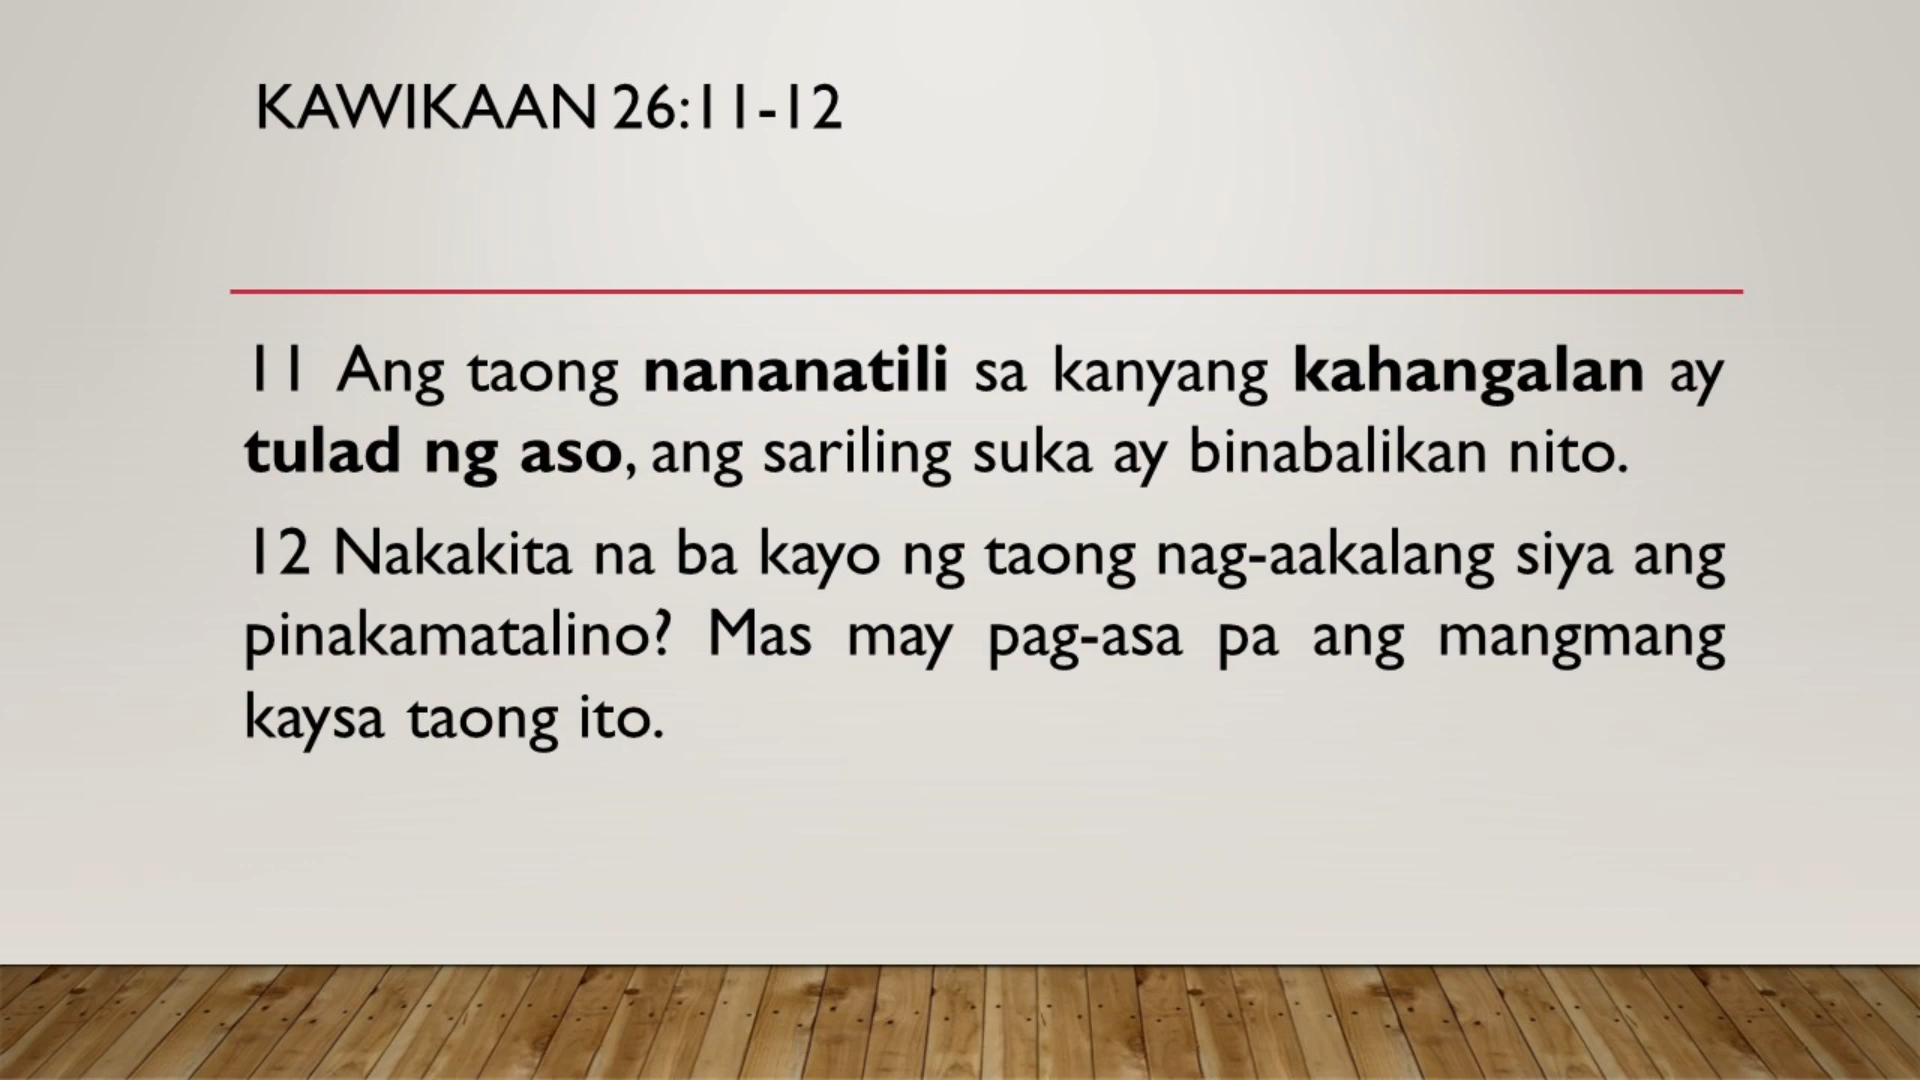 KAWIKAAN 26:11-12
11 Ang taong nananatili sa kanyang kahangalan ay
tulad ng aso, ang sariling suka ay binabalikan nito.
12 Nakakita na ba kayo ng taong nag-aakalang siya ang
pinakamatalino? Mas may pag-asa pa ang mangmang
kaysa taong ito.